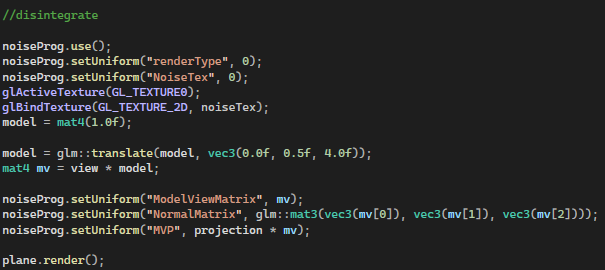 //disintegrate
noiseProg.use();
noiseProg.setUniform("renderType", 0);
noiseProg.setUniform("NoiseTex", 0);
glActiveTexture(GL_TEXTURE0);
glBindTexture(GL_TEXTURE_2D, noiseTex);
model = mat4(1.0f);
model = glm::translate(model, vec3(0.0f, 0.5f, 4.0f));
mat4 mv = view * model;
noiseProg.setUniform("ModelViewMatrix", mv);
noiseProg.setUniform("NormalMatrix", glm::mat3(vec3(mv[0]), vec3(mv[1]), vec3(mv[2])));
noiseProg.setUniform("MVP", projection * mv);
plane.render();